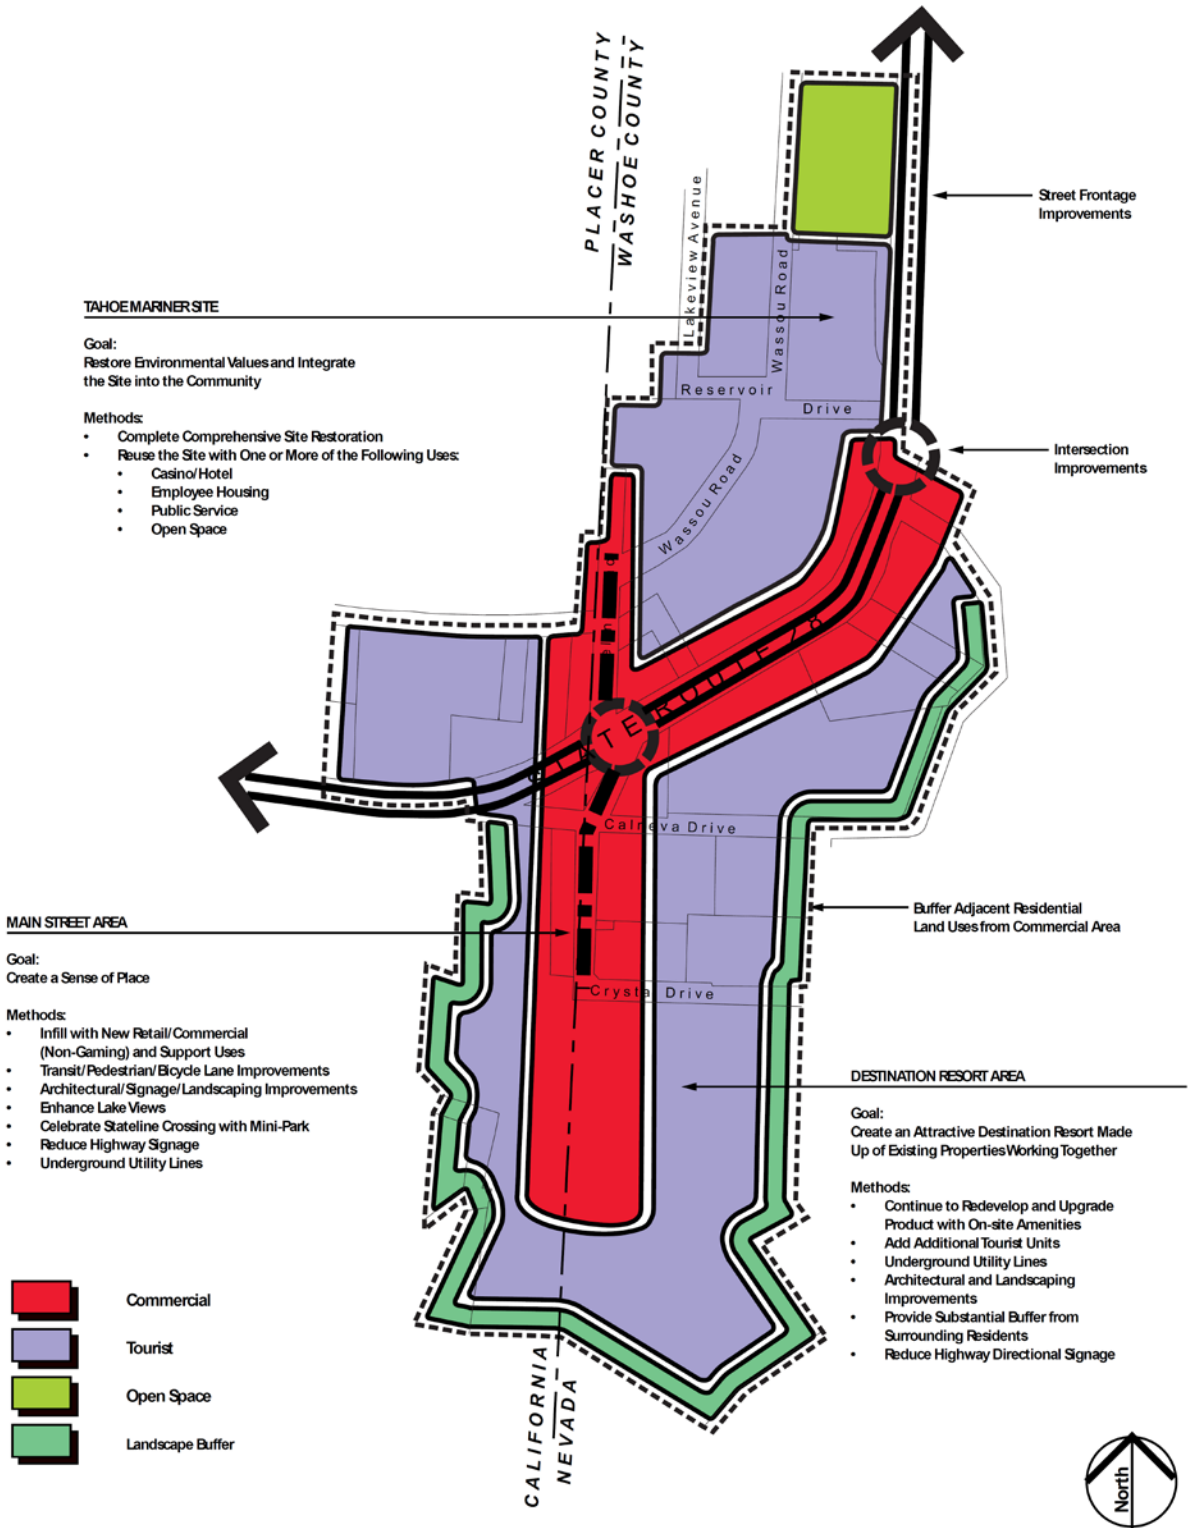 PLACER COUNTY
WASHOE COUNTY
Street Frontage
Improvements
Lakeview Avenue
Wassou Road
TAHOE MARINER SITE
Goal:
Restore Environmental Values and Integrate
the Site into the Community
Methods:
• Complete Comprehensive Site Restoration
• Reuse the Site with One or More of the Following Uses:
• Casino/Hotel
• Employee Housing
• Public Service
• Open Space
Reservoir
Drive
Intersection
Improvements
Wassou Road
STATE ROUTE 28
Calneva Drive
MAIN STREET AREA
Goal:
Create a Sense of Place
Methods:
• Infill with New Retail/Commercial
(Non-Gaming) and Support Uses
• Transit/Pedestrian/Bicycle Lane Improvements
• Architectural/Signage/Landscaping Improvements
• Enhance Lake Views
• Celebrate Stateline Crossing with Mini-Park
• Reduce Highway Signage
• Underground Utility Lines
Buffer Adjacent Residential
Land Uses from Commercial Area
Crystal Drive
DESTINATION RESORT AREA
Goal:
Create an Attractive Destination Resort Made
Up of Existing Properties Working Together
Methods:
• Continue to Redevelop and Upgrade
Product with On-site Amenities
• Add Additional Tourist Units
• Underground Utility Lines
• Architectural and Landscaping
Improvements
• Provide Substantial Buffer from
Surrounding Residents
• Reduce Highway Directional Signage
Commercial
Tourist
Open Space
Landscape Buffer
CALIFORNIA
NEVADA
North